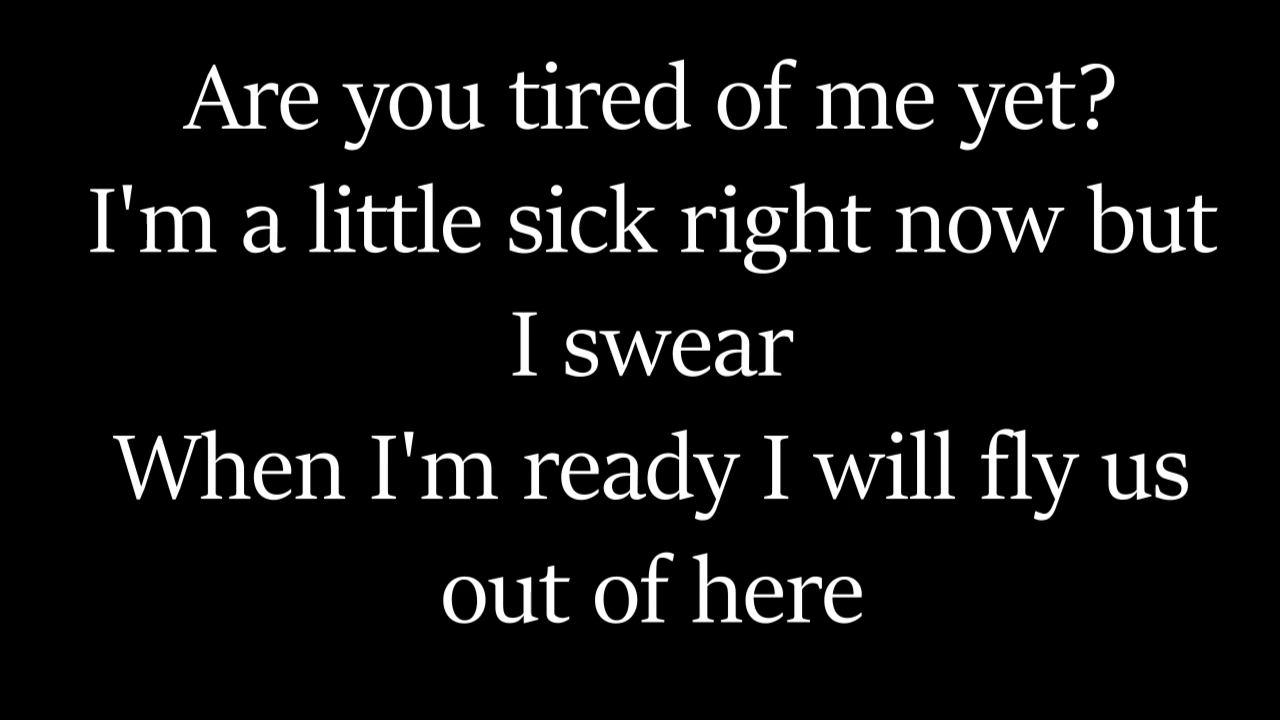 Are you tired of me yet?
I'm a little sick right now but
I swear
When I'm ready I will fly us
out of here